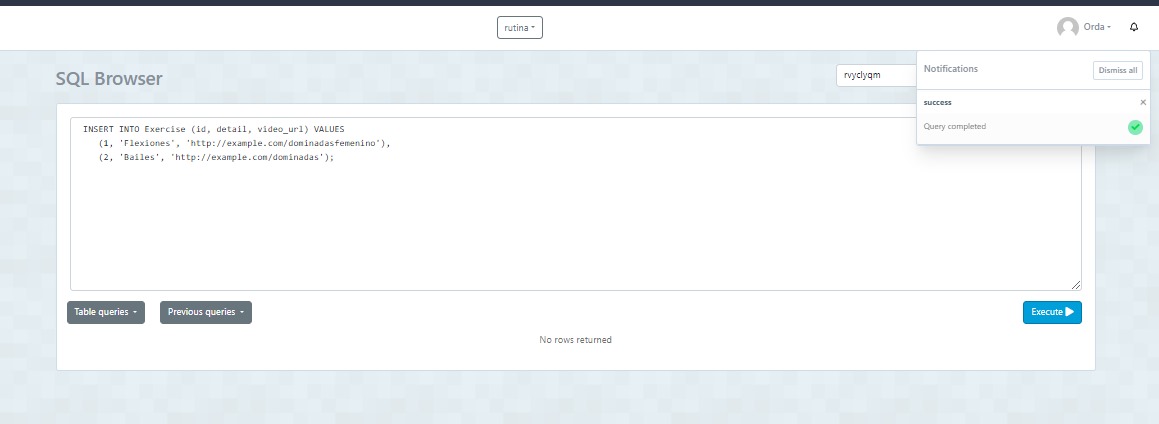 rutina
Orda
SQL Browser
rvyclyqm
Notifications
Dismiss all
success
×
Query completed
INSERT INTO Exercise (id, detail, video_url) VALUES
(1, 'Flexiones', 'http://example.com/dominadasfemenino'),
(2, 'Bailes', 'http://example.com/dominadas');
Table queries
Previous queries
Execute
No rows returned